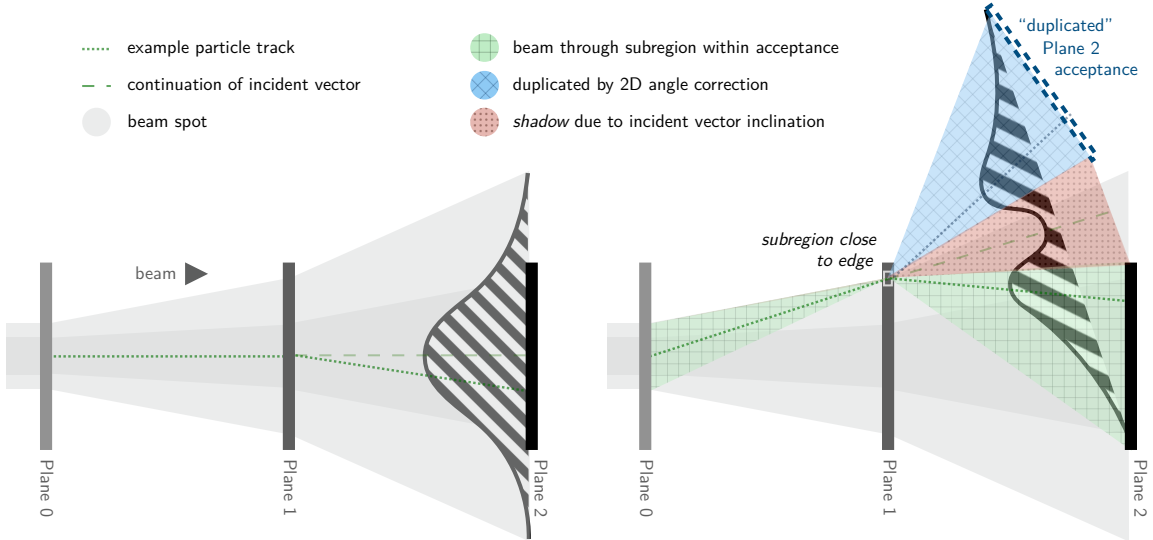 example particle track
continuation of incident vector
beam spot
beam through subregion within acceptance
duplicated by 2D angle correction
shadow due to incident vector inclination
“duplicated”
Plane 2
acceptance
beam
subregion close
to edge
Plane 0
Plane 1
Plane 2
Plane 0
Plane 1
Plane 2